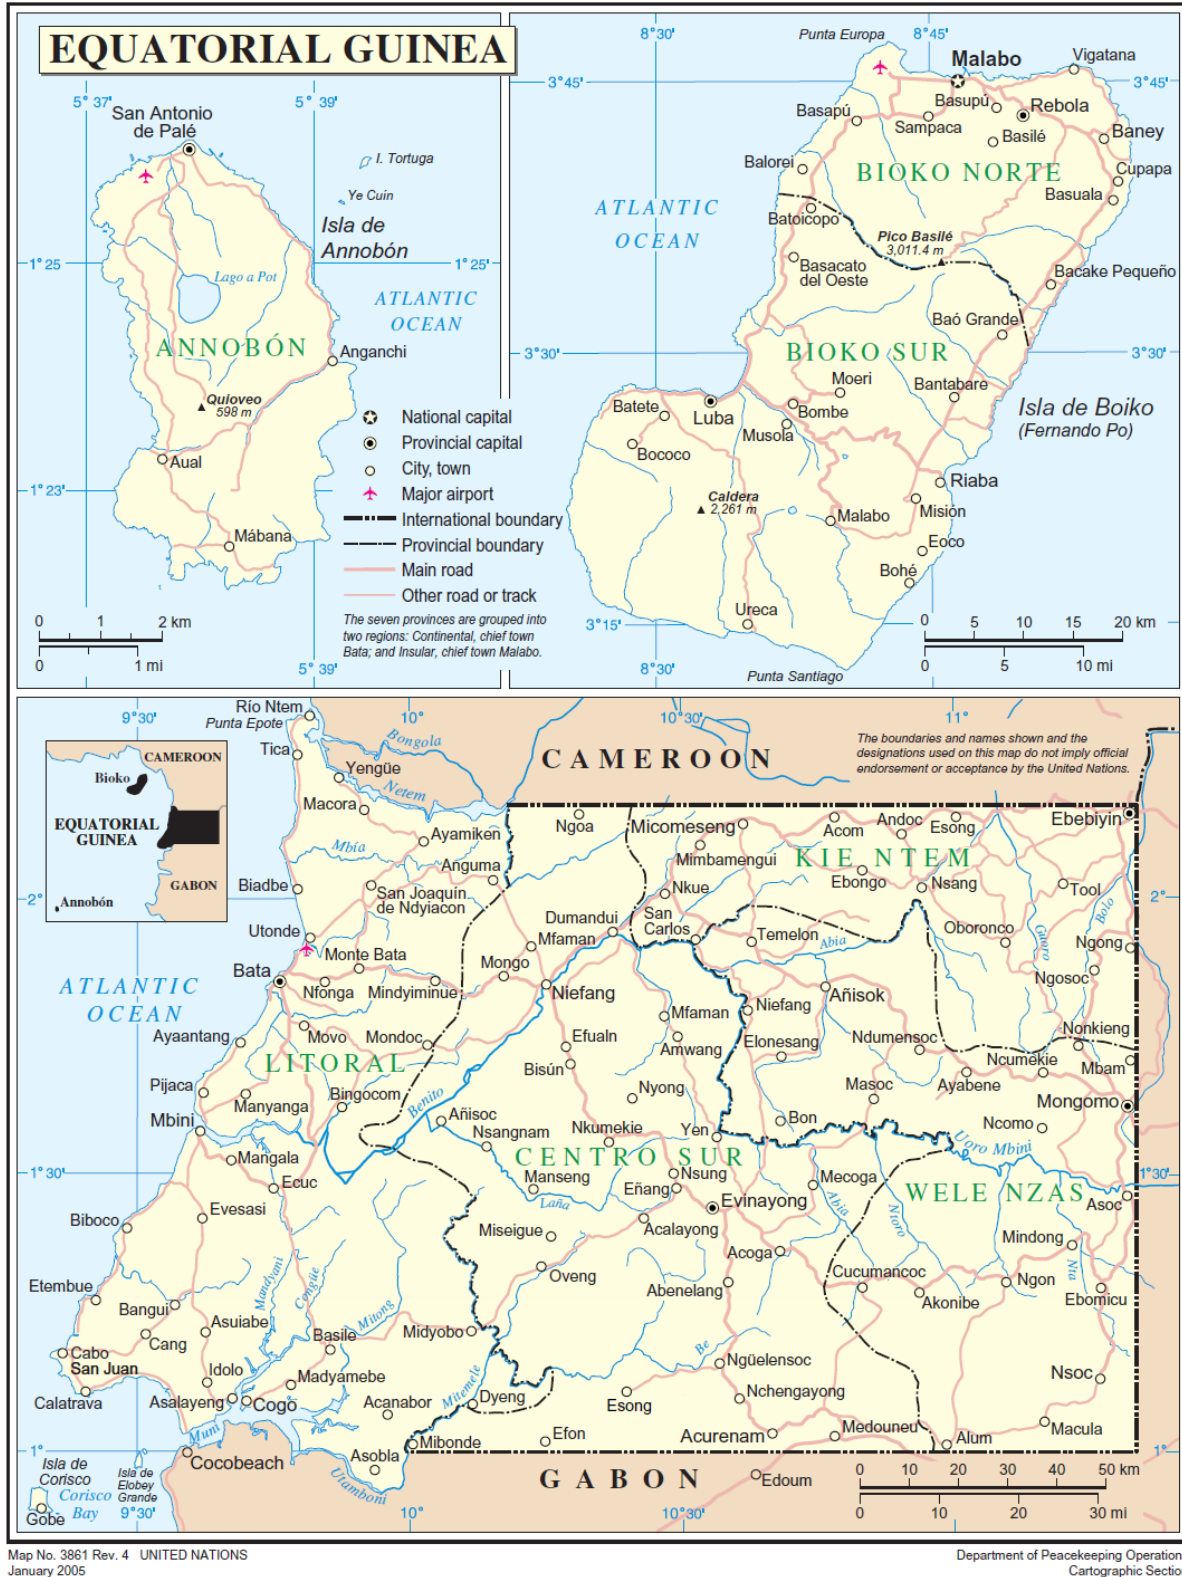 EQUATORIAL GUINEA
5° 37'
5° 39'
San Antonio
de Palé
I. Tortuga
Ye Cuín
Isla de
Annobón
1° 25'
1° 25'
Lago a Pot
ATLANTIC
OCEAN
ANNOBÓN
Anganchi
Quioveo
598 m
Aual
1° 23'
Mábana
0 1 2 km
0 1 mi
5° 39'
National capital
Provincial capital
City, town
Major airport
International boundary
Provincial boundary
Main road
Other road or track
The seven provinces are grouped into
two regions: Continental, chief town
Bata; and Insular, chief town Malabo.
8° 30'
Punta Europa
8° 45'
Malabo
Vigatana
3° 45'
3° 45'
Basupú
Rebola
Basapú
Sampaca
Basilé
Baney
Balorei
BIOKO NORTE
Cupapa
Basuala
ATLANTIC
OCEAN
Batoicopo
Pico Basilé
3,011.4 m
Basacato
del Oeste
Bacake Pequeño
Baó Grande
3° 30'
BIOKO SUR
3° 30'
Moeri
Bantabare
Batete
Luba
Bombe
Isla de Boiko
(Fernando Po)
Musola
Bococo
Riaba
Caldera
2,261 m
Misión
Malabo
Eoco
Bohé
Ureca
3° 15'
0 5 10 15 20 km
0 5 10 mi
8° 30'
Punta Santiago
9° 30'
Río Ntem
Punta Epote
10°
10° 30'
11°
Bongola
CAMEROON
The boundaries and names shown and the
designations used on this map do not imply official
endorsement or acceptance by the United Nations.
Tica
Yengüe
Netem
Macora
CAMEROON
Bioko
EQUATORIAL
GUINEA
GABON
Annobón
Ngoa
Micomeseng
Acom
Andoc
Esong
Ebebiyin
Ayamiken
Mbia
Mimbamengui
KIE NTEM
Anguma
Biadbe
San Joaquín
de Ndyiacon
Nkue
Ebongo
Nsang
Tool
2°
2°
Utonde
Dumandui
San
Carlos
Bolo
Mfaman
Temelon
Abia
Oboronco
Guoro
Ngong
Monte Bata
Mongo
Bata
Nfonga
Mindyiminue
Niefang
Ngosoc
Añisok
ATLANTIC
OCEAN
Mfaman
Niefang
Ayaantang
Movo
Mondoc
Efualn
Amwang
Elonesang
Ndumensoc
Nonkieng
LITORAL
Bisún
Ncumekie
Mbam
Pijaca
Manyanga
Bingocom
Benito
Nyong
Masoc
Ayabene
Mongomo
Mbini
Añisoc
Nkumekie
Yen
Bon
Ncomo
Nsangnam
Uoro Mbini
Mangala
CENTRO SUR
1° 30'
1° 30'
Ecuc
Manseng
Nsung
Mecoga
WELE NZAS
Eñang
Laña
Evinayong
Abia
Ntoro
Asoc
Biboco
Evesasi
Miseigue
Acalayong
Mindong
Acoga
Nta
Mandyani
Congüe
Oveng
Cucumancoc
Ngon
Etembue
Abenelang
Akonibe
Ebomicu
Bangui
Asuiabe
Mitong
Cang
Basile
Midyobo
Cabo
San Juan
Be
Ngüelensoc
Idolo
Madyamebe
Nsoc
Mitemele
Calatrava
Asalayeng
Cogo
Acanabor
Dyeng
Esong
Nchengayong
Muni
Mibonde
Efon
Acurenam
Medouneu
Macula
Alum
1°
1°
Cocobeach
Asobla
Isla de
Corisco
Isla de
Elobey
Grande
Utamboni
GABON
Edoum
Corisco
Bay
Gobe
9° 30'
10°
10° 30'
0 10 20 30 40 50 km
0 10 20 30 mi
Map No. 3861 Rev. 4 UNITED NATIONS
January 2005
Department of Peacekeeping Operation
Cartographic Sectio